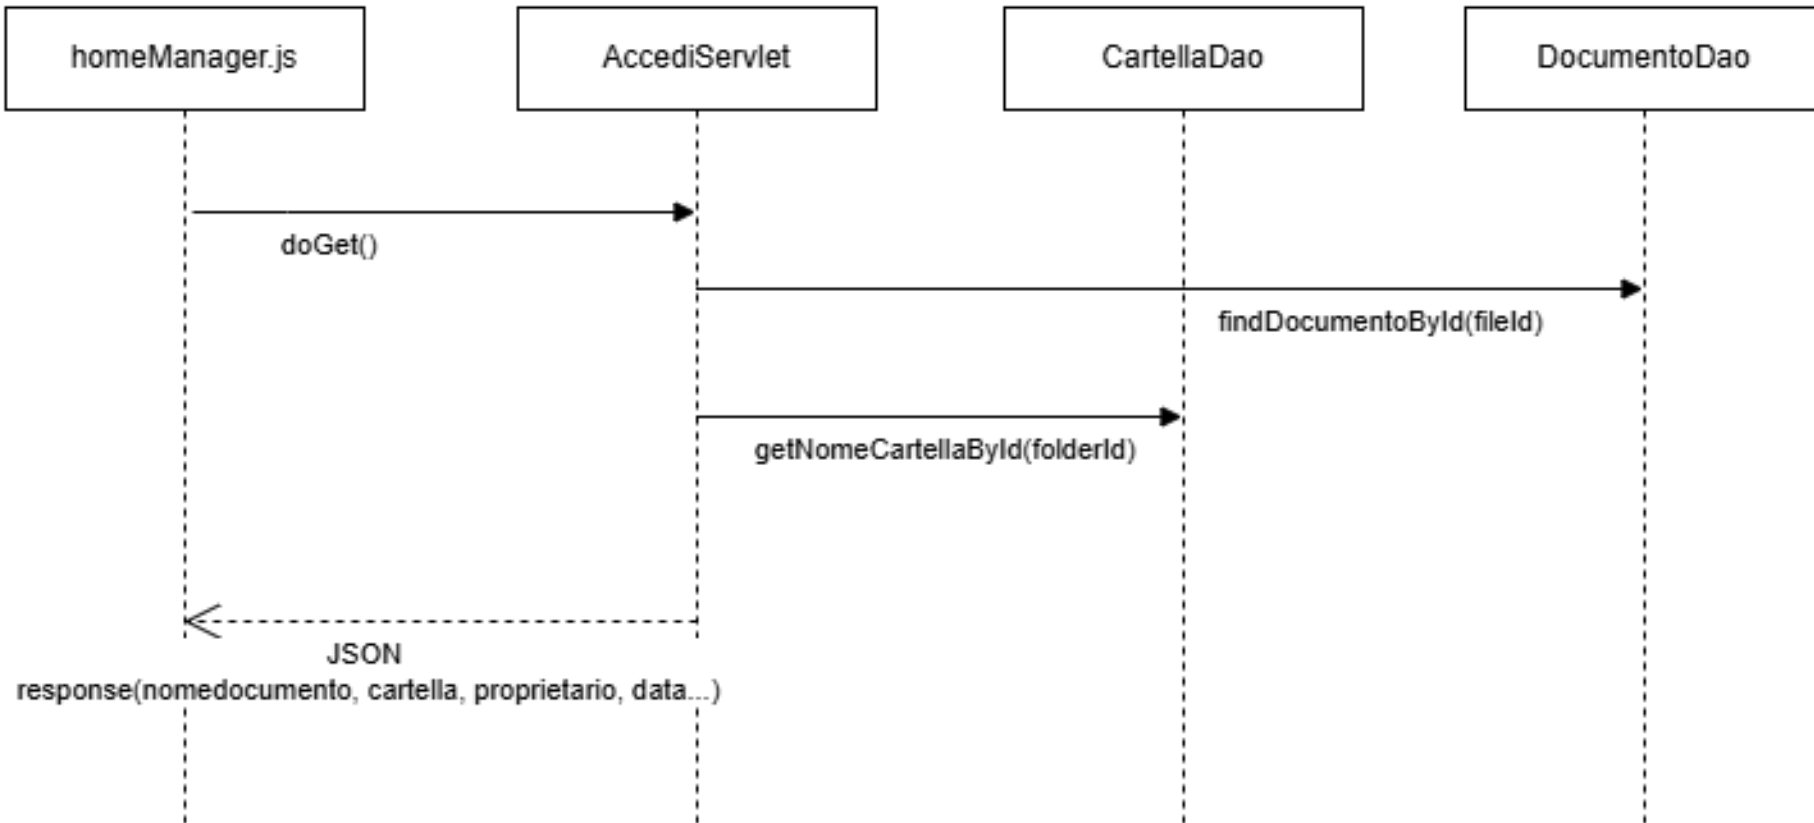 homeManager.js
AccediServlet
CartellaDao
DocumentoDao
doGet()
findDocumentoById(fileId)
getNomeCartellaById(folderId)
JSON
response(nomedocumento, cartella, proprietario, data...)